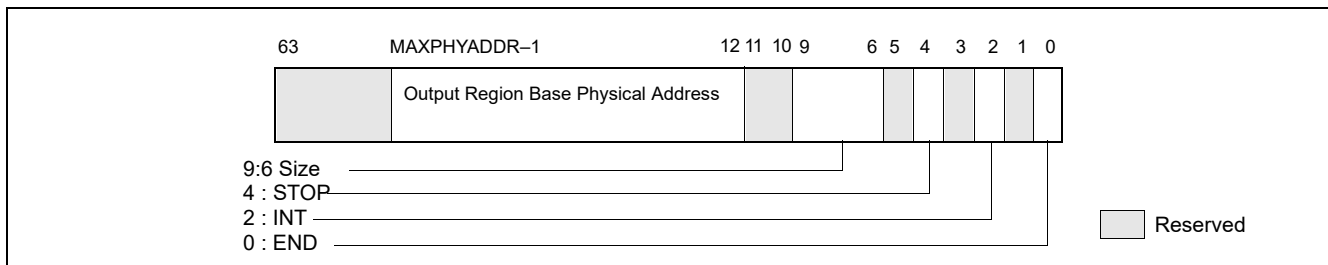 63 MAXPHYADDR–1 12 11 10 9 6 5 4 3 2 1 0
Output Region Base Physical Address
9:6 Size
4 : STOP
2 : INT
0 : END
Reserved